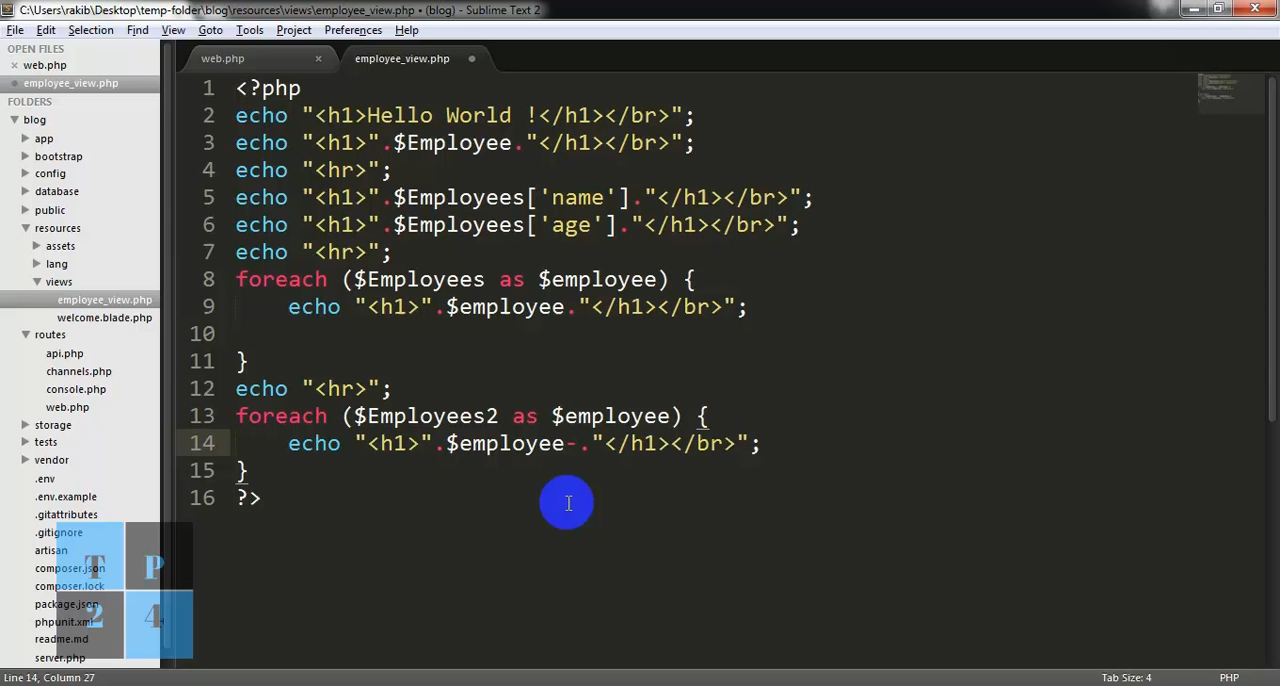 C:\Users\rakib\Desktop\temp-folder\blog\resources\views\employee_view.php • (blog) - Sublime Text 2
File Edit Selection Find View Goto Tools Project Preferences Help
OPEN FILES
× web.php
employee_view.php
FOLDERS
blog
app
bootstrap
config
database
public
resources
assets
lang
views
employee_view.php
welcome.blade.php
routes
api.php
channels.php
console.php
web.php
storage
tests
vendor
.env
.env.example
.gitattributes
.gitignore
artisan
composer.json
composer.lock
package.json
phpunit.xml
readme.md
server.php
T P
2 4
web.php × employee_view.php
1 <?php
2 echo "<h1>Hello World !</h1></br>";
3 echo "<h1>".$Employee."</h1></br>";
4 echo "<hr>";
5 echo "<h1>".$Employees['name']."</h1></br>";
6 echo "<h1>".$Employees['age']."</h1></br>";
7 echo "<hr>";
8 foreach ($Employees as $employee) {
9 echo "<h1>".$employee."</h1></br>";
10
11 }
12 echo "<hr>";
13 foreach ($Employees2 as $employee) {
14 echo "<h1>".$employee-."</h1></br>";
15 }
16 ?>
Line 14, Column 27 Tab Size: 4 PHP